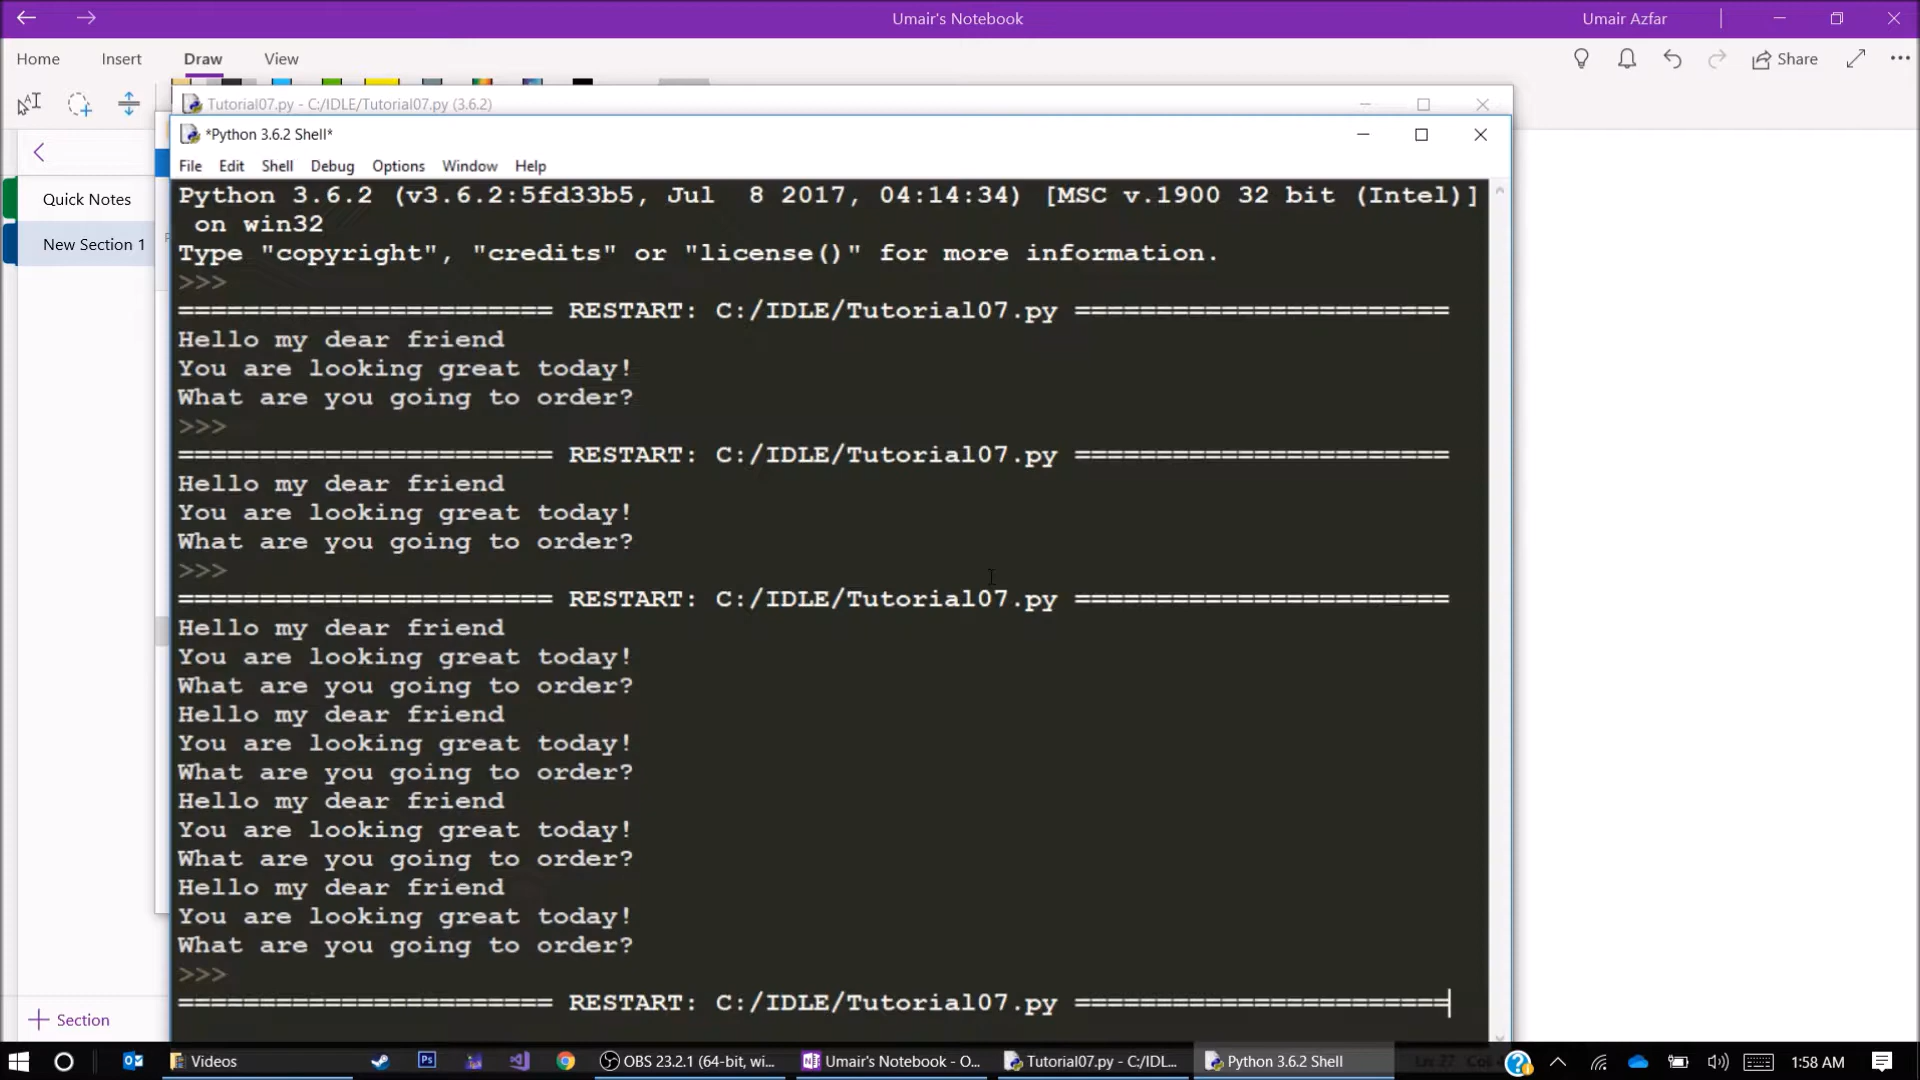 Umair's Notebook
Umair Azfar
Home Insert Draw View
Share
Tutorial07.py - C:/IDLE/Tutorial07.py (3.6.2)
*Python 3.6.2 Shell*
File Edit Shell Debug Options Window Help
Quick Notes
New Section 1
Python 3.6.2 (v3.6.2:5fd33b5, Jul  8 2017, 04:14:34) [MSC v.1900 32 bit (Intel)]
 on win32
Type "copyright", "credits" or "license()" for more information.
>>>
======================= RESTART: C:/IDLE/Tutorial07.py =======================
Hello my dear friend
You are looking great today!
What are you going to order?
>>>
======================= RESTART: C:/IDLE/Tutorial07.py =======================
Hello my dear friend
You are looking great today!
What are you going to order?
>>>
======================= RESTART: C:/IDLE/Tutorial07.py =======================
Hello my dear friend
You are looking great today!
What are you going to order?
Hello my dear friend
You are looking great today!
What are you going to order?
Hello my dear friend
You are looking great today!
What are you going to order?
Hello my dear friend
You are looking great today!
What are you going to order?
>>>
======================= RESTART: C:/IDLE/Tutorial07.py =======================
Section
Videos
OBS 23.2.1 (64-bit, wi...
Umair's Notebook - O...
Tutorial07.py - C:/IDL...
Python 3.6.2 Shell
1:58 AM